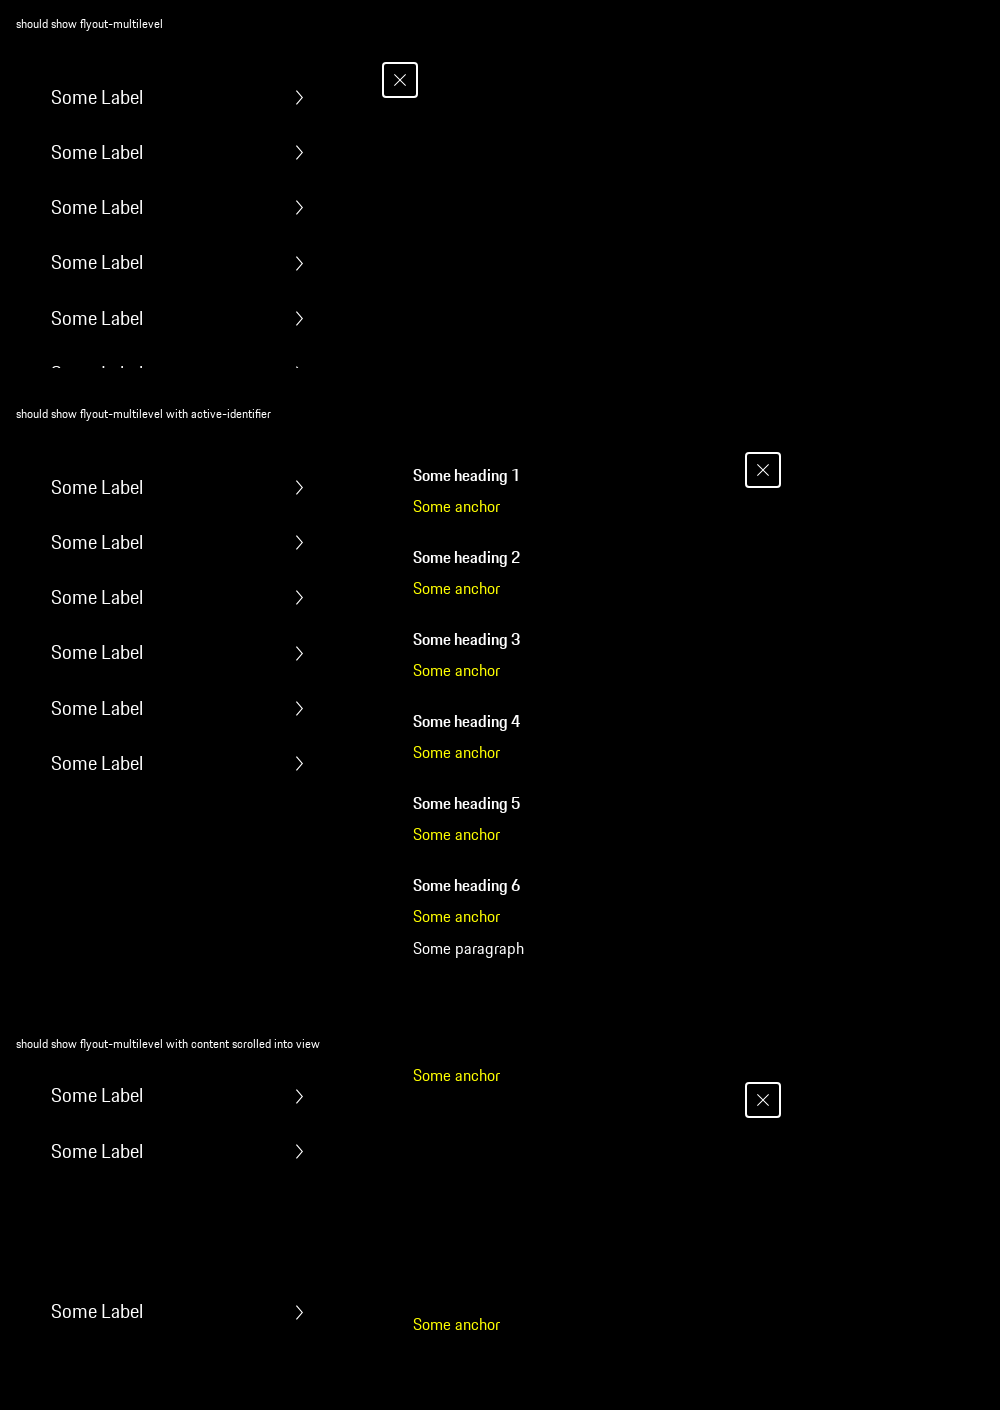 should show flyout-multilevel
Some Label
Some Label
Some Label
Some Label
Some Label
should show flyout-multilevel with active-identifier
Some Label
Some Label
Some Label
Some Label
Some Label
Some Label
Some heading 1
Some anchor
Some heading 2
Some anchor
Some heading 3
Some anchor
Some heading 4
Some anchor
Some heading 5
Some anchor
Some heading 6
Some anchor
Some paragraph
should show flyout-multilevel with content scrolled into view
Some Label
Some Label
Some Label
Some anchor
Some anchor